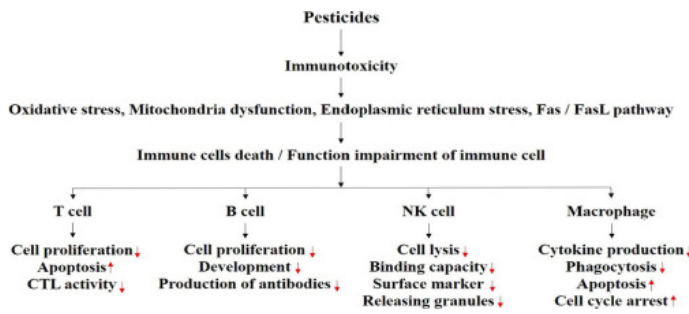 Pesticides
Immunotoxicity
Oxidative stress, Mitochondria dysfunction, Endoplasmic reticulum stress, Fas / FasL pathway
Immune cells death / Function impairment of immune cell
T cell
Cell proliferation↓
Apoptosis↑
CTL activity↓
B cell
Cell proliferation↓
Development↓
Production of antibodies↓
NK cell
Cell lysis↓
Binding capacity↓
Surface marker↓
Releasing granules↓
Macrophage
Cytokine production↓
Phagocytosis↓
Apoptosis↑
Cell cycle arrest↑